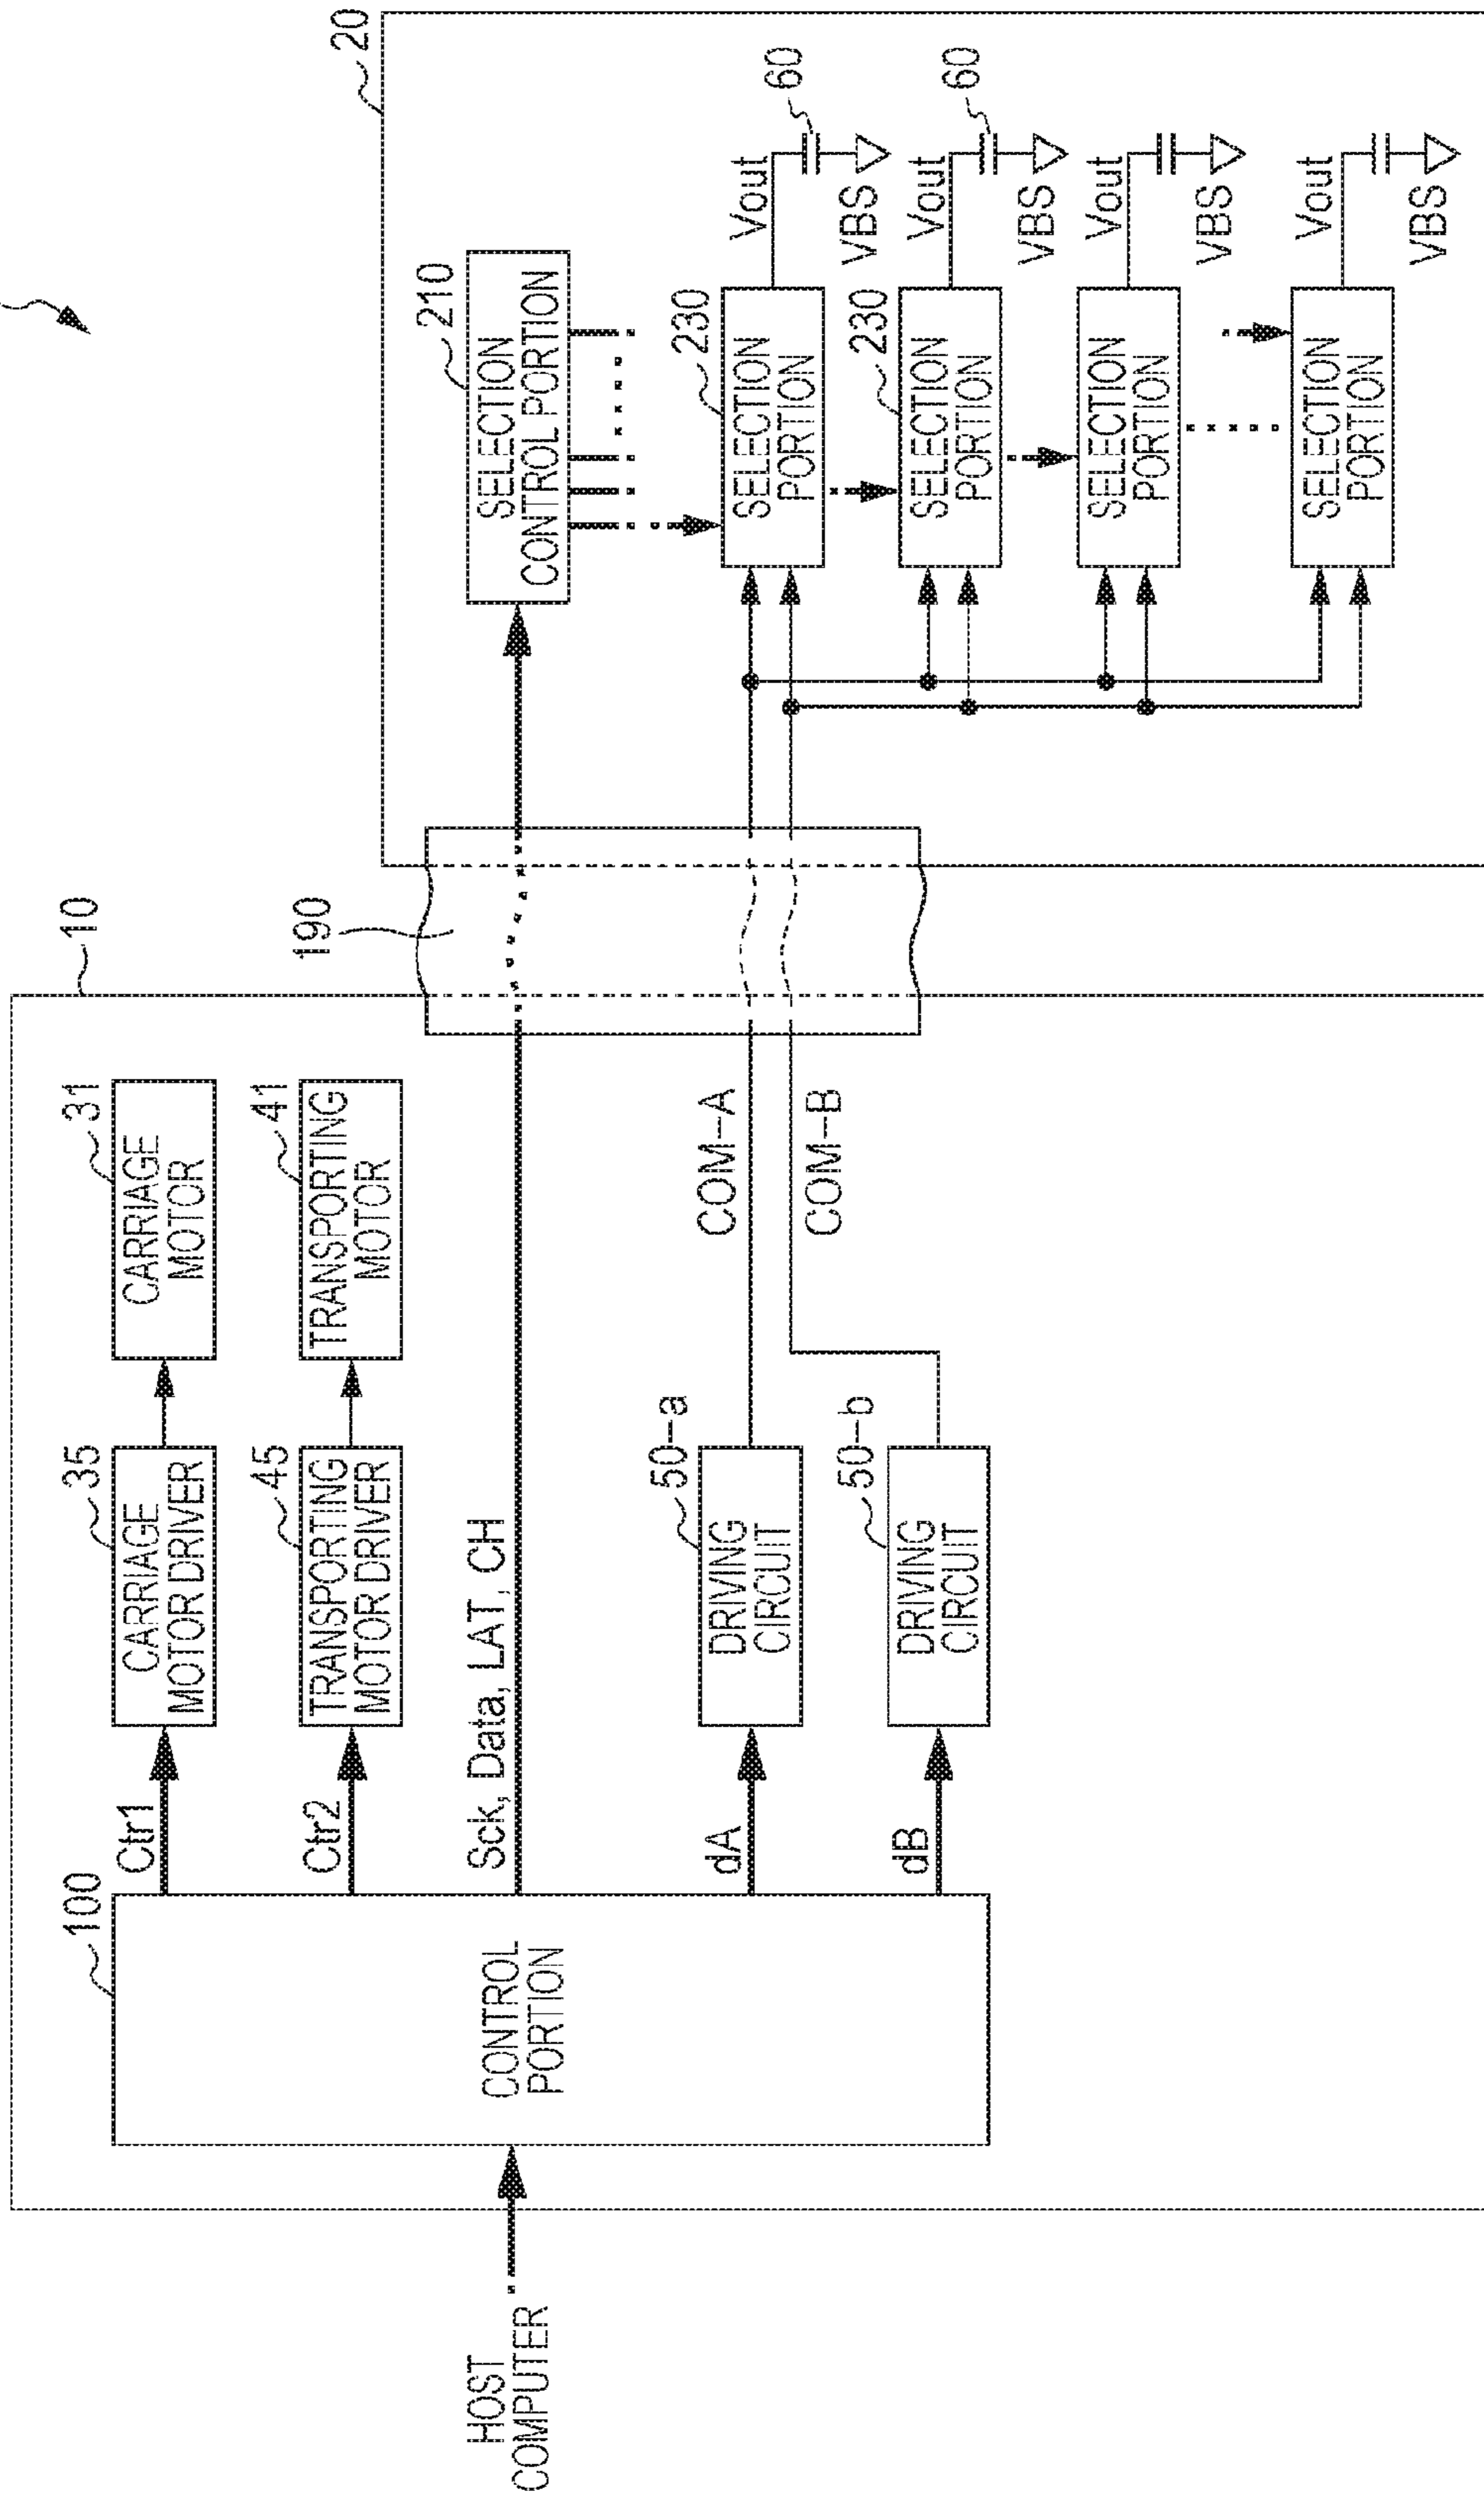 10
20
100
Ctr1
35
CARRIAGE
MOTOR DRIVER
31
CARRIAGE
MOTOR
Ctr2
45
TRANSPORTING
MOTOR DRIVER
41
TRANSPORTING
MOTOR
190
210
SELECTION
CONTROL PORTION
HOST
COMPUTER
CONTROL
PORTION
Sck, Data, LAT, CH
dA
50-a
DRIVING
CIRCUIT
COM-A
230
SELECTION
PORTION
Vout
60
VBS
dB
50-b
DRIVING
CIRCUIT
COM-B
230
SELECTION
PORTION
Vout
60
VBS
SELECTION
PORTION
Vout
VBS
SELECTION
PORTION
Vout
VBS